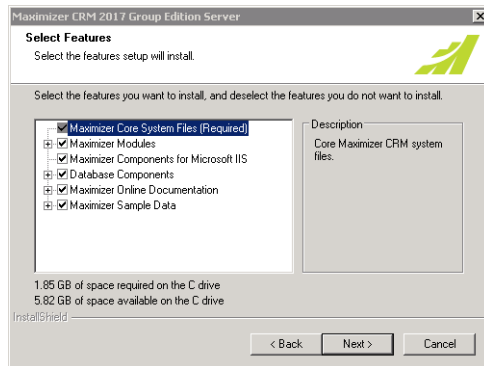 Maximizer CRM 2017 Group Edition Server
Select Features
Select the features setup will install.
Select the features you want to install, and deselect the features you do not want to install.
Maximizer Core System Files (Required)
Maximizer Modules
Maximizer Components for Microsoft IIS
Database Components
Maximizer Online Documentation
Maximizer Sample Data
Description
Core Maximizer CRM system
files.
1.85 GB of space required on the C drive
5.82 GB of space available on the C drive
InstallShield
< Back
Next >
Cancel